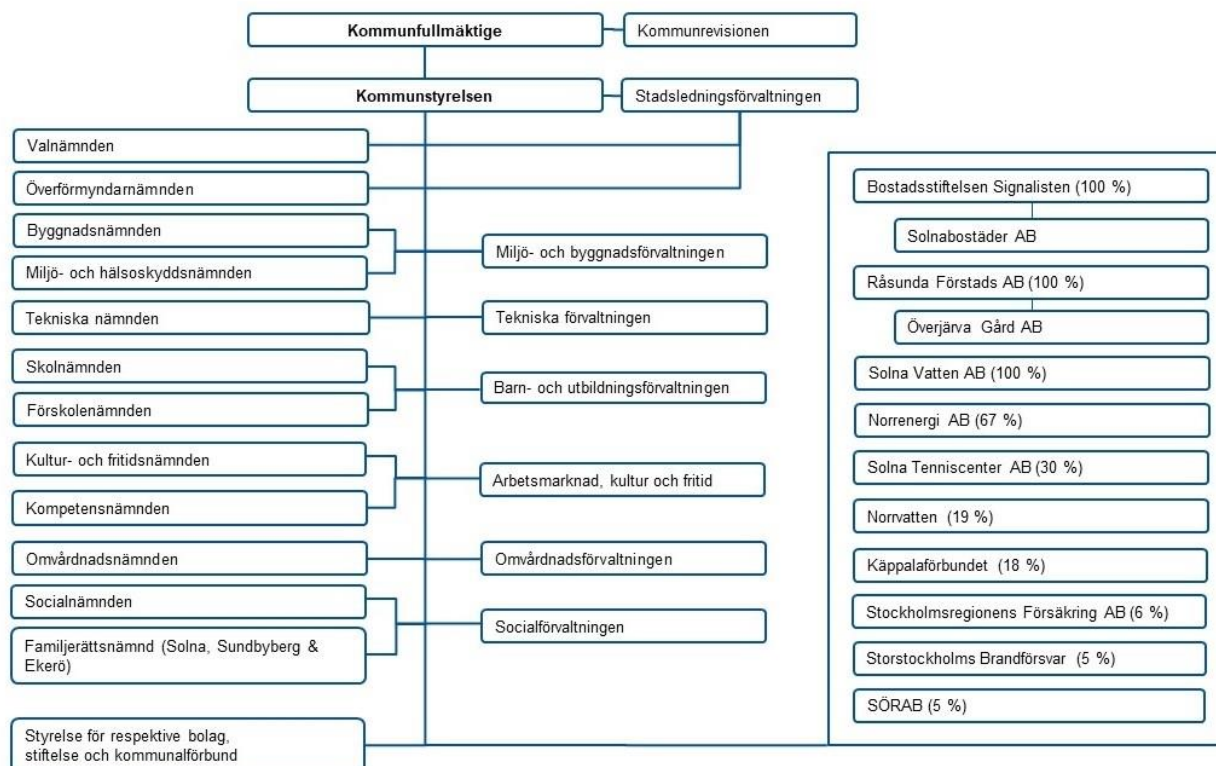 Kommunfullmäktige
Kommunrevisionen
Kommunstyrelsen
Stadsledningsförvaltningen
Valnämnden
Överförmyndarnämnden
Byggnadsnämnden
Miljö- och hälsoskyddsnämnden
Miljö- och byggnadsförvaltningen
Tekniska nämnden
Tekniska förvaltningen
Skolnämnden
Förskolenämnden
Barn- och utbildningsförvaltningen
Kultur- och fritidsnämnden
Kompetensnämnden
Arbetsmarknad, kultur och fritid
Omvårdnadsnämnden
Omvårdnadsförvaltningen
Socialnämnden
Familjerättsnämnd (Solna, Sundbyberg &
Ekerö)
Socialförvaltningen
Styrelse för respektive bolag,
stiftelse och kommunalförbund
Bostadsstiftelsen Signalisten (100 %)
Solnabostäder AB
Råsunda Förstads AB (100 %)
Överjärva Gård AB
Solna Vatten AB (100 %)
Norrenergi AB (67 %)
Solna Tenniscenter AB (30 %)
Norrvatten (19 %)
Käppalaförbundet (18 %)
Stockholmsregionens Försäkring AB (6 %)
Storstockholms Brandförsvar (5 %)
SÖRAB (5 %)